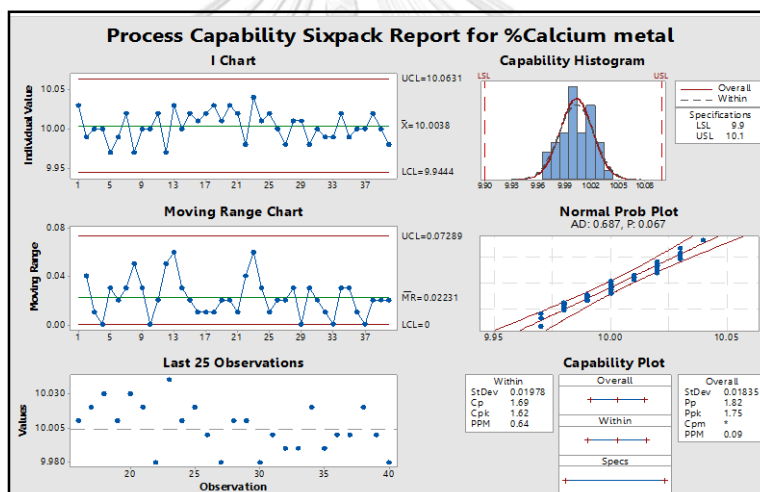 Process Capability Sixpack Report for %Calcium metal
I Chart
Individual Value
10.05
10.00
9.95
1 5 9 13 17 21 25 29 33 37
UCL=10.0631
X=10.0038
LCL=9.9444
Capability Histogram
LSL USL
9.90 9.93 9.96 9.99 10.02 10.05 10.08
Overall
Within
Specifications
LSL 9.9
USL 10.1
Moving Range Chart
Moving Range
0.08
0.04
0.00
1 5 9 13 17 21 25 29 33 37
UCL=0.07289
MR=0.02231
LCL=0
Normal Prob Plot
AD: 0.687, P: 0.067
9.95 10.00 10.05
Last 25 Observations
Values
10.030
10.005
9.980
20 25 30 35 40
Observation
Capability Plot
Within
StDev 0.01978
Cp 1.69
Cpk 1.62
PPM 0.64
Overall
Within
Specs
Overall
StDev 0.01835
Pp 1.82
Ppk 1.75
Cpm *
PPM 0.09